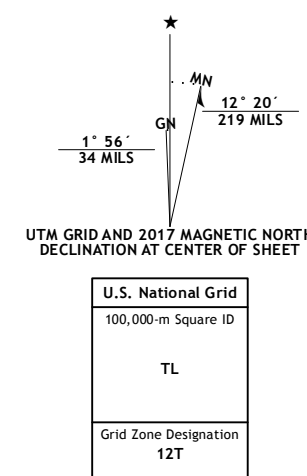 ★
MN
GN
12° 20´
219 MILS
1° 56´
34 MILS
UTM GRID AND 2017 MAGNETIC NORTH
DECLINATION AT CENTER OF SHEET
U.S. National Grid
100,000-m Square ID
TL
Grid Zone Designation
12T